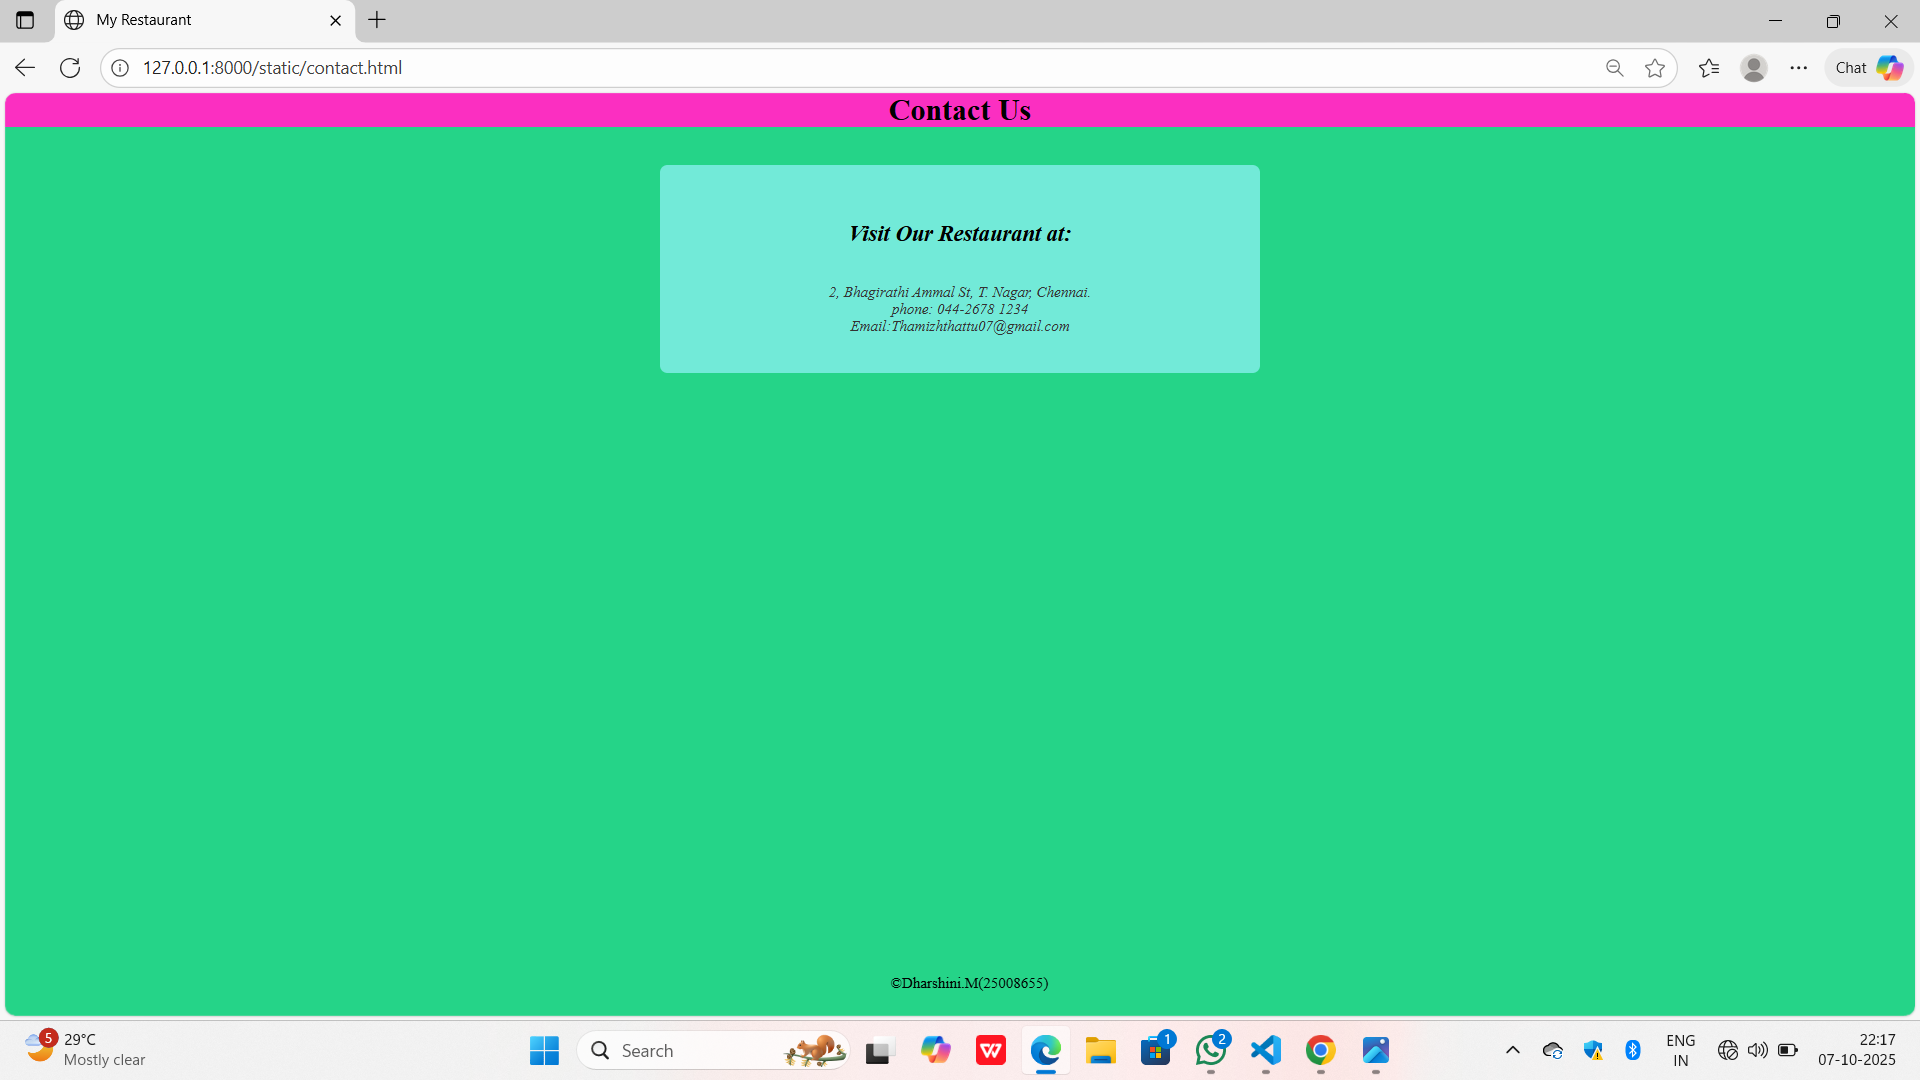 My Restaurant
127.0.0.1:8000/static/contact.html
Chat
Contact Us
Visit Our Restaurant at:
2, Bhagirathi Ammal St, T. Nagar, Chennai.
phone: 044-2678 1234
Email:Thamizhthattu07@gmail.com
©Dharshini.M(25008655)
5
29°C
Mostly clear
Search
W
1
2
ENG
IN
22:17
07-10-2025